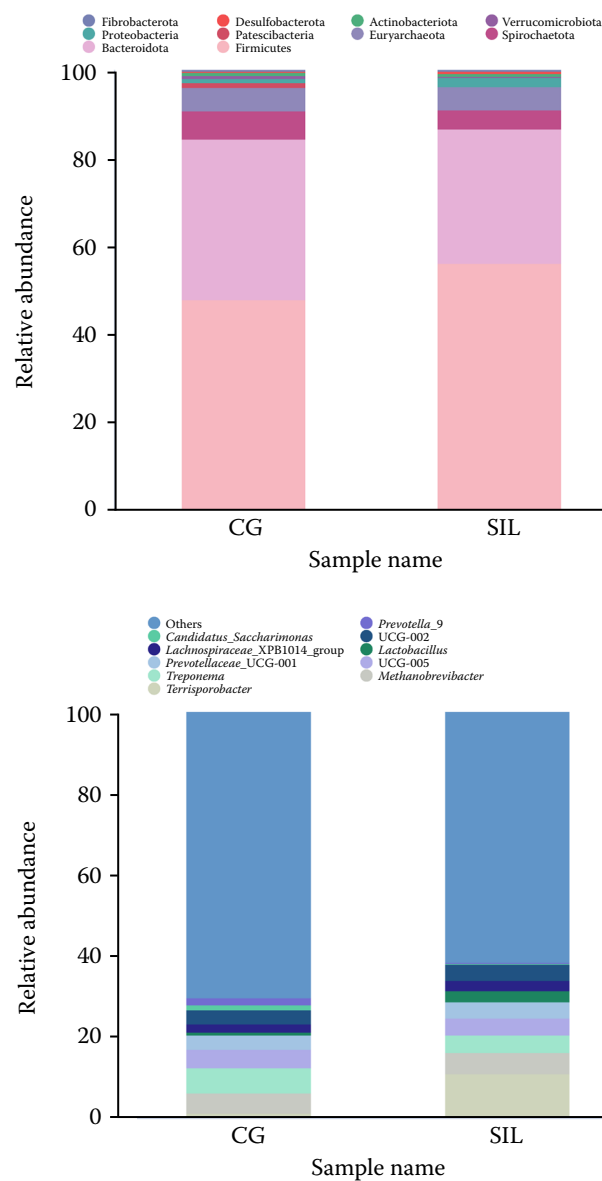 Fibrobacterota Desulfobacterota Actinobacteriota Verrucomicrobiota
Proteobacteria Patescibacteria Euryarchaeota Spirochaetota
Bacteroidota Firmicutes
100
80
60
40
20
0
Relative abundance
CG SIL
Sample name
Others Prevotella_9
Candidatus_Saccharimonas UCG-002
Lachnospiraceae_XPB1014_group Lactobacillus
Prevotellaceae_UCG-001 UCG-005
Treponema Methanobrevibacter
Terrisporobacter
100
80
60
40
20
0
Relative abundance
CG SIL
Sample name